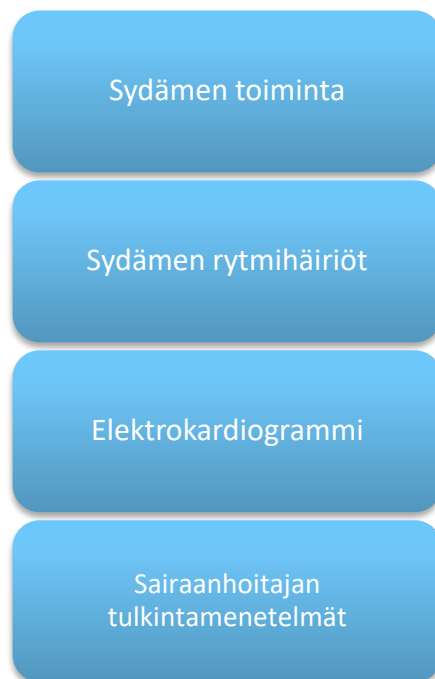 Sydämen toiminta
Sydämen rytmihäiriöt
Elektrokardiogrammi
Sairaanhoitajan
tulkintamenetelmät